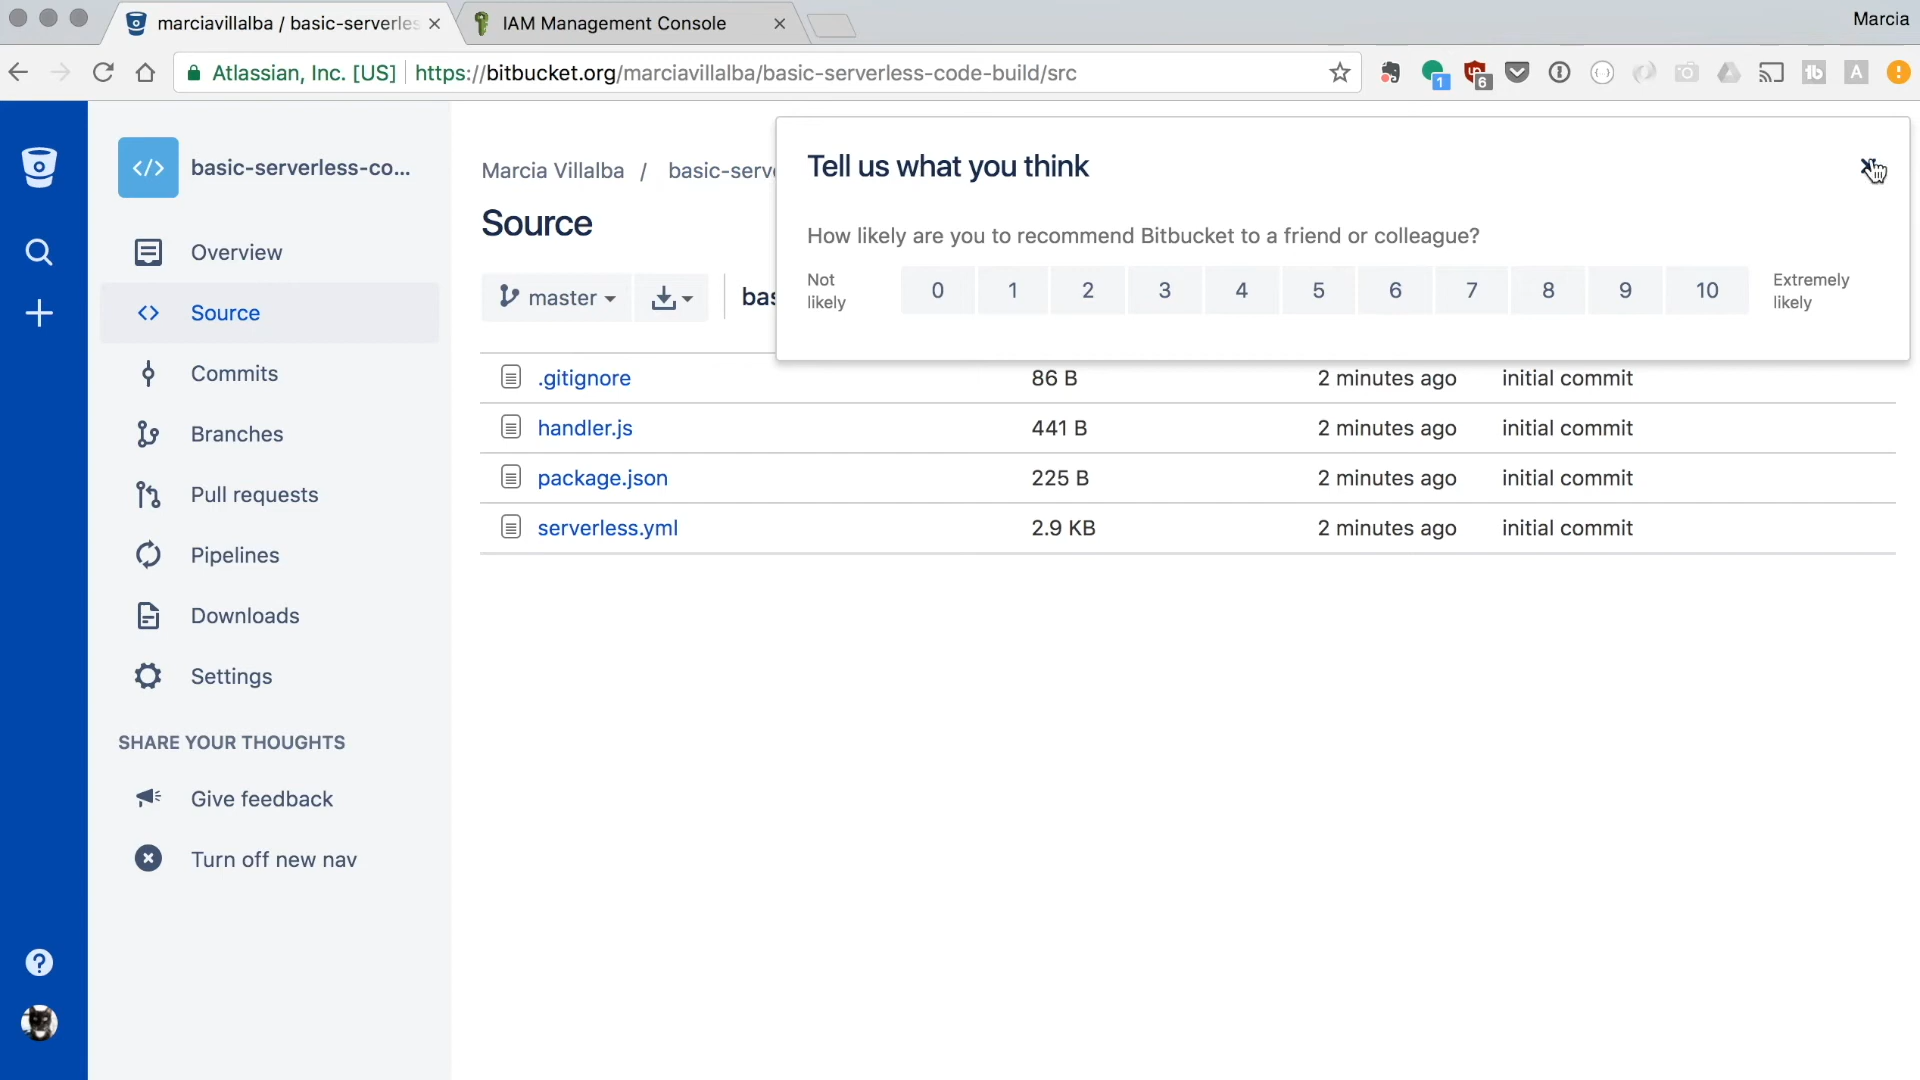 marciavillalba / basic-serverles
IAM Management Console
Marcia
Atlassian, Inc. [US]
https://bitbucket.org/marciavillalba/basic-serverless-code-build/src
1
6
tb
A
basic-serverless-co...
Overview
Source
Commits
Branches
Pull requests
Pipelines
Downloads
Settings
SHARE YOUR THOUGHTS
Give feedback
Turn off new nav
Marcia Villalba / basic-serv
Source
master
bas
Tell us what you think
How likely are you to recommend Bitbucket to a friend or colleague?
Not likely
0 1 2 3 4 5 6 7 8 9 10
Extremely likely
.gitignore 86 B 2 minutes ago initial commit
handler.js 441 B 2 minutes ago initial commit
package.json 225 B 2 minutes ago initial commit
serverless.yml 2.9 KB 2 minutes ago initial commit